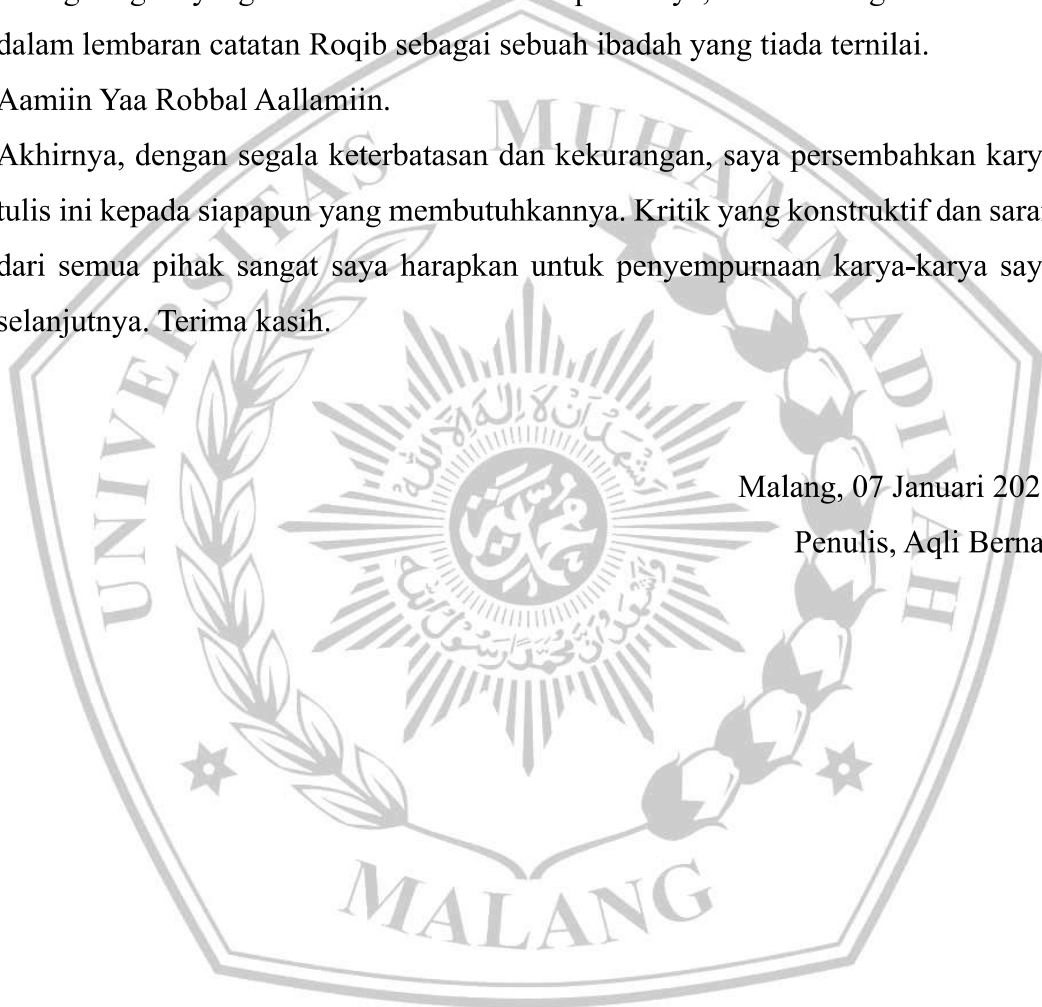 dalam lembaran catatan Roqib sebagai sebuah ibadah yang tiada ternilai.
Aamiin Yaa Robbal Aallamiin.
Akhirnya, dengan segala keterbatasan dan kekurangan, saya persembahkan kary
tulis ini kepada siapapun yang membutuhkannya. Kritik yang konstruktif dan sara
dari semua pihak sangat saya harapkan untuk penyempurnaan karya-karya say
selanjutnya. Terima kasih.
Malang, 07 Januari 202
Penulis, Aqli Berna
UNIVERSITAS MUHAMMADIYAH
MALANG